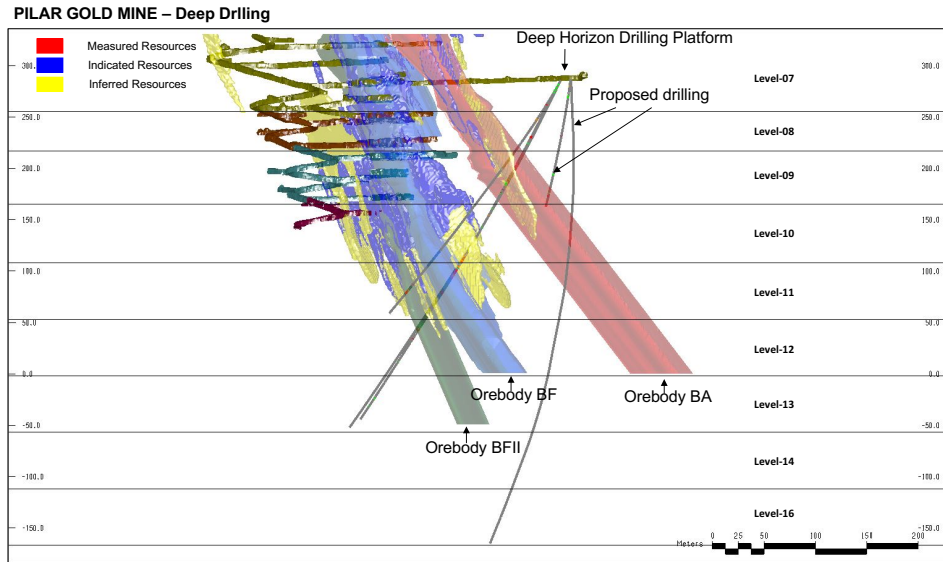 PILAR GOLD MINE – Deep Drlling
Measured Resources
Indicated Resources
Inferred Resources
Deep Horizon Drilling Platform
Proposed drilling
300.0 300.0
Level-07
250.0 250.0
Level-08
200.0 200.0
Level-09
150.0 150.0
Level-10
100.0 100.0
Level-11
50.0 50.0
Level-12
0.0 0.0
Orebody BF
Orebody BA
Level-13
-50.0 -50.0
Orebody BFII
Level-14
-100.0 -100.0
Level-16
-150.0 -150.0
Meters 0 25 50 100 150 200